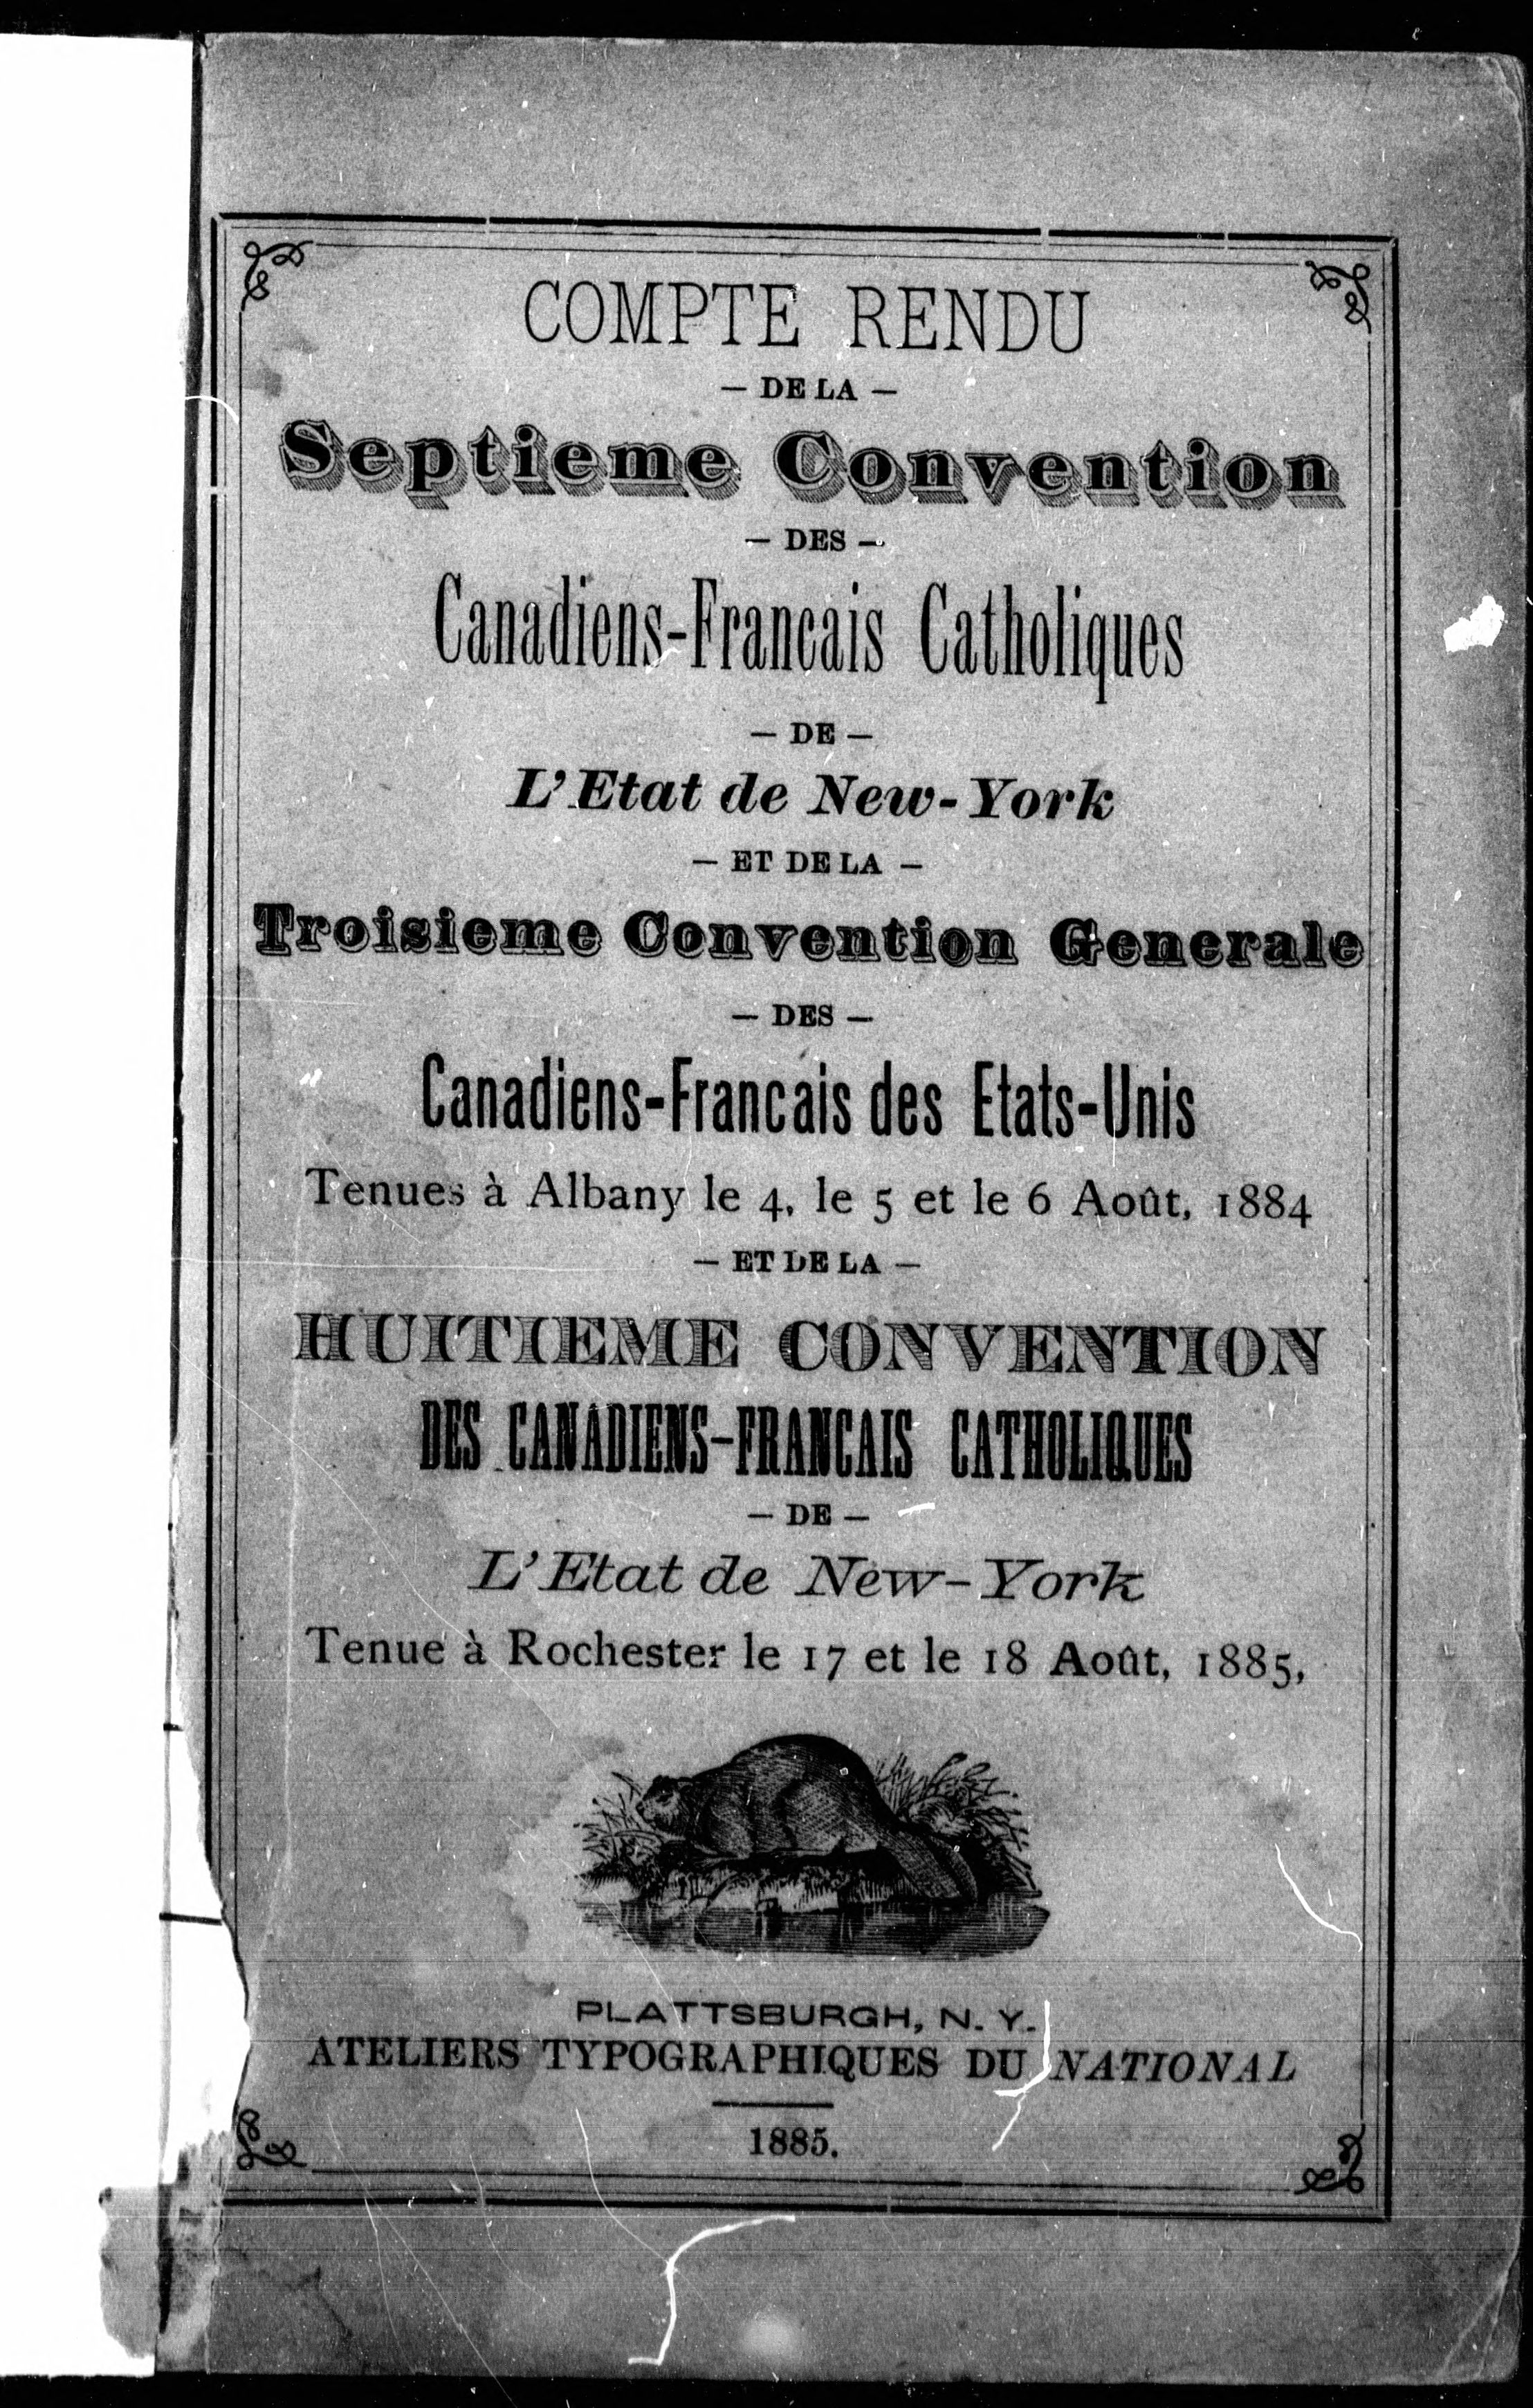 COMPTE RENDU
— DE LA —
Septieme Convention
— DES —
Canadiens-Francais Catholiques
— DE —
L'Etat de New-York
— ET DE LA —
Troisieme Convention Generale
— DES —
Canadiens-Francais des Etats-Unis
Tenues à Albany le 4, le 5 et le 6 Août, 1884
— ET DE LA —
HUITIEME CONVENTION
DES CANADIENS-FRANCAIS CATHOLIQUES
— DE —
L'Etat de New-York
Tenue à Rochester le 17 et le 18 Août, 1885,
PLATTSBURGH, N. Y.
ATELIERS TYPOGRAPHIQUES DU NATIONAL
1885.